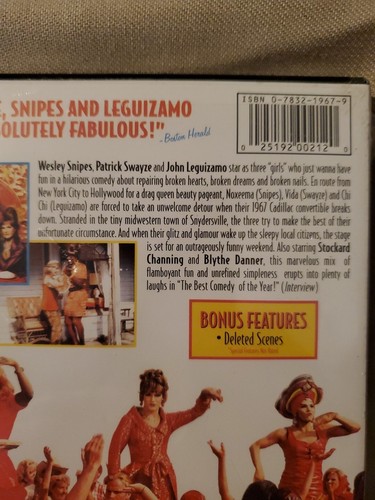 ISBN 0-7832-1967-9
E, SNIPES AND LEGUIZAMO
SOLUTELY FABULOUS!"
-Boston Herald
0 25192 00212 0
Wesley Snipes, Patrick Swayze and John Leguizamo star as three "girls" who just wanna have
fun in a hilarious comedy about repairing broken hearts, broken dreams and broken nails. En route from
New York City to Hollywood for a drag queen beauty pageant, Noxeema (Snipes), Vida (Swayze) and Chi
Chi (Leguizamo) are forced to take an unwelcome detour when their 1967 Cadillac convertible breaks
down. Stranded in the tiny midwestern town of Snydersville, the three try to make the best of their
unfortunate circumstance. And when their glitz and glamour wake up the sleepy local citizens, the stage
is set for an outrageously funny weekend. Also starring Stockard
Channing and Blythe Danner, this marvelous mix of
flamboyant fun and unrefined simpleness erupts into plenty of
laughs in "The Best Comedy of the Year!" (Interview)
BONUS FEATURES
• Deleted Scenes
*Special Features Not Rated